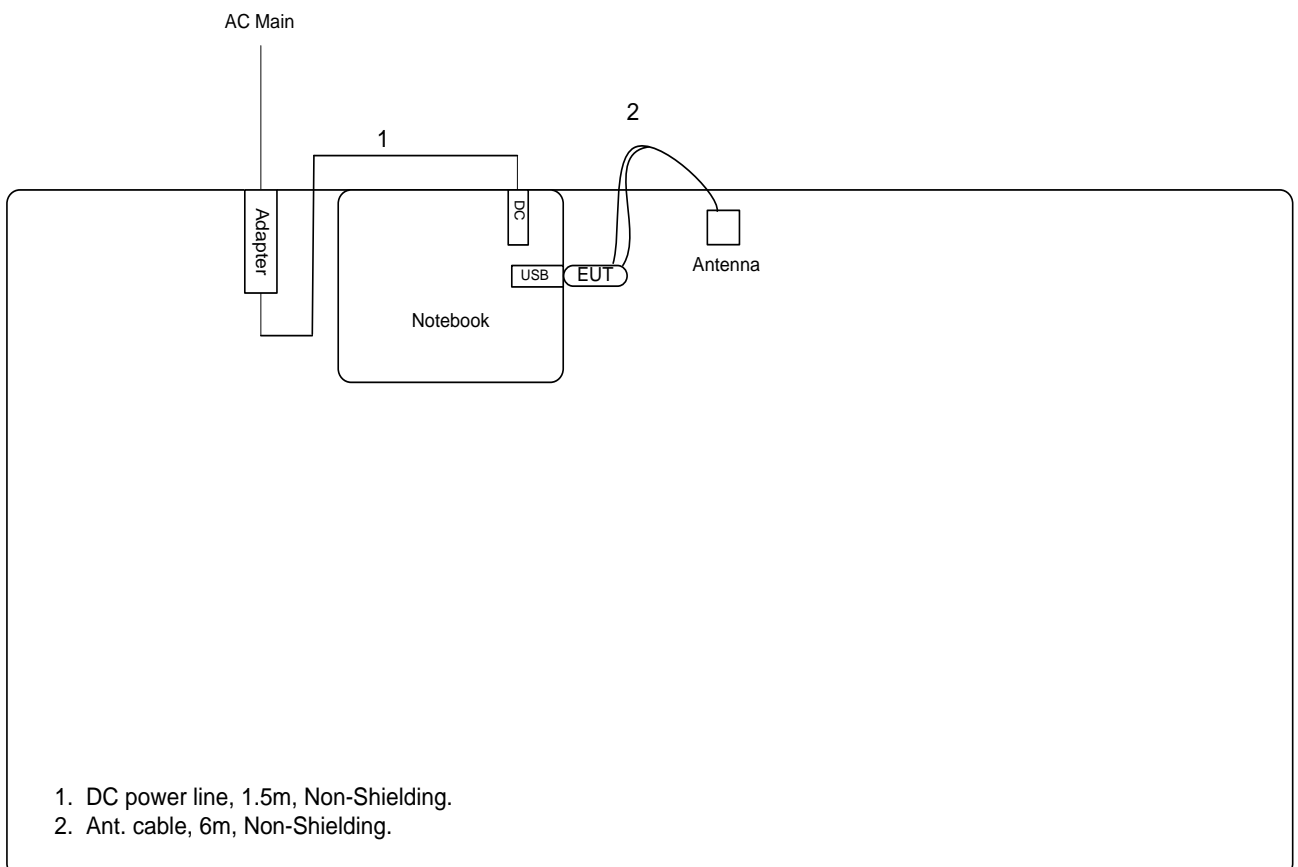 AC Main
2
1
Adapter
DC
Antenna
USB
EUT
Notebook
1. DC power line, 1.5m, Non-Shielding.
2. Ant. cable, 6m, Non-Shielding.